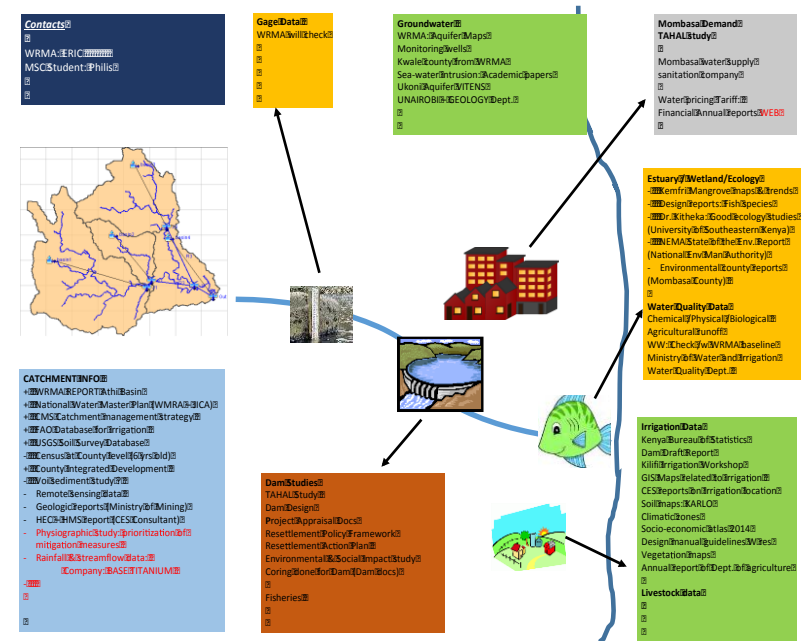 Contacts
WRMA: ERIC
MSC Student: Philis
Gage Data
WRMA will check
Groundwater
WRMA: Aquifer Maps
Monitoring wells
Kwale county from WRMA
Sea-water Intrusion: Academic papers
Ukoni Aquifer VITENS
UNAIROBI - GEOLOGY Dept.
Mombasa Demand
TAHAL study
Mombasa water supply
sanitation company
Water pricing Tariff:
Financial Annual reports WEB
Estuary / Wetland/Ecology
- Kemfri Mangrove maps & trends
- Design reports: Fish species
- Dr. Kitheka: Good ecology studies
(University of Southeastern Kenya)
- NEMA State of the Env. Report
(National Env Man Authority)
- Environmental county reports
(Mombasa County)
Water Quality Data
Chemical / Physical / Biological
Agricultural runoff
WW: Check /w WRMA baseline
Ministry of Water and Irrigation
Water Quality Dept.
CATCHMENT INFO
+ WRMA REPORT Athi Basin
+ National Water Master Plan (WMRA - JICA)
+ CMS Catchment management strategy
+ FAO Database for Irrigation
+ USGS Soil Survey Database
- Census at County level (6 yrs old)
+ County Integrated Development
- Voi sediment study?
- Remote sensing data
- Geologic reports (Ministry of Mining)
- HEC - HMS report (CES Consultant)
- Physiographic study: prioritization of
mitigation measures
- Rainfall & Streamflow data:
Company: BASE TITANIUM
-
Dam Studies
TAHAL Study
Dam Design
Project Appraisal Docs
Resettlement Policy Framework
Resettlement Action Plan
Environmental & Social Impact study
Coring done for Dam (Dam docs)
Fisheries
Irrigation Data
Kenya Bureau of Statistics
Dam Draft Report
Kilifi Irrigation Workshop
GIS Maps related to Irrigation
CES reports on Irrigation location
Soil maps: KARLO
Climatic zones
Socio-economic atlas 2014
Design manual guidelines
Vegetation maps
Annual report of Dept. of agriculture
Livestock data